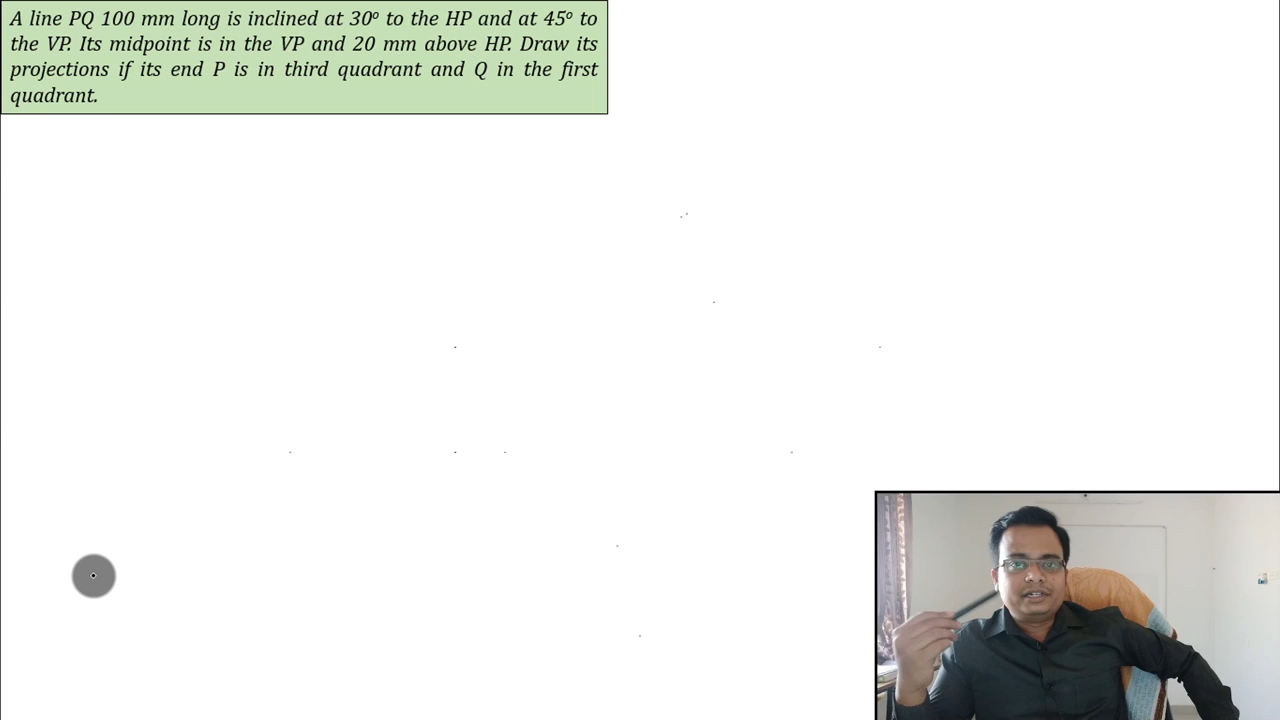 A line PQ 100 mm long is inclined at 30º to the HP and at 45º to
the VP. Its midpoint is in the VP and 20 mm above HP. Draw its
projections if its end P is in third quadrant and Q in the first
quadrant.